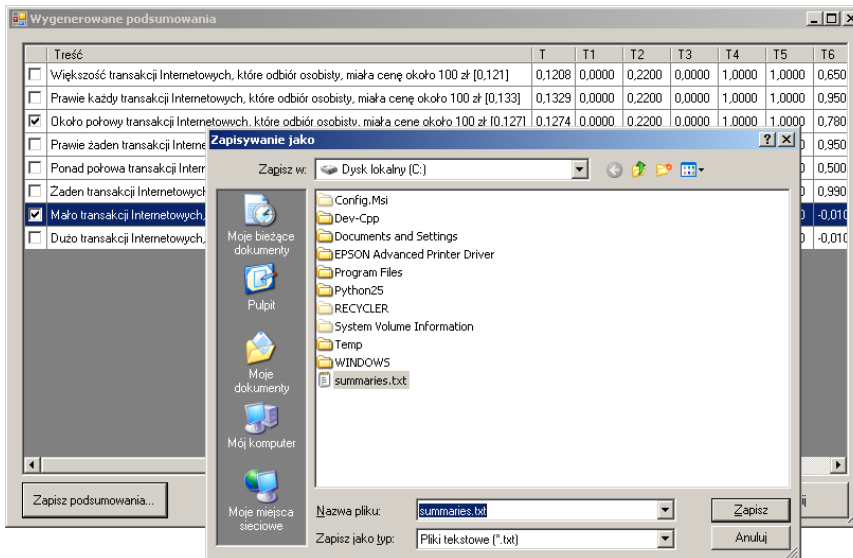 Wygenerowane podsumowania
Treść T T1 T2 T3 T4 T5 T6
Większość transakcji Internetowych, które odbiór osobisty, miała cenę około 100 zł [0,121] 0,1208 0,0000 0,2200 0,0000 1,0000 1,0000 0,650
Prawie każdy transakcji Internetowych, które odbiór osobisty, miała cenę około 100 zł [0,133] 0,1329 0,0000 0,2200 0,0000 1,0000 1,0000 0,950
Około połowy transakcji Internetowych, które odbiór osobisty, miała cenę około 100 zł [0,127] 0,1274 0,0000 0,2200 0,0000 1,0000 1,0000 0,780
Prawie żaden transakcji 0,950
Ponad połowa transakcji 0,500
Żaden transakcji 0,990
Mało transakcji Internetowych, -0,010
Dużo transakcji Internetowych, -0,010
Zapisz podsumowania...
Zapisywanie jako
Zapisz w: Dysk lokalny (C:)
Moje bieżące
dokumenty
Pulpit
Moje
dokumenty
Mój komputer
Moje miejsca
sieciowe
Config.Msi
Dev-Cpp
Documents and Settings
EPSON Advanced Printer Driver
Program Files
Python25
RECYCLER
System Volume Information
Temp
WINDOWS
summaries.txt
Nazwa pliku: summaries.txt Zapisz
Zapisz jako typ: Pliki tekstowe (*.txt) Anuluj